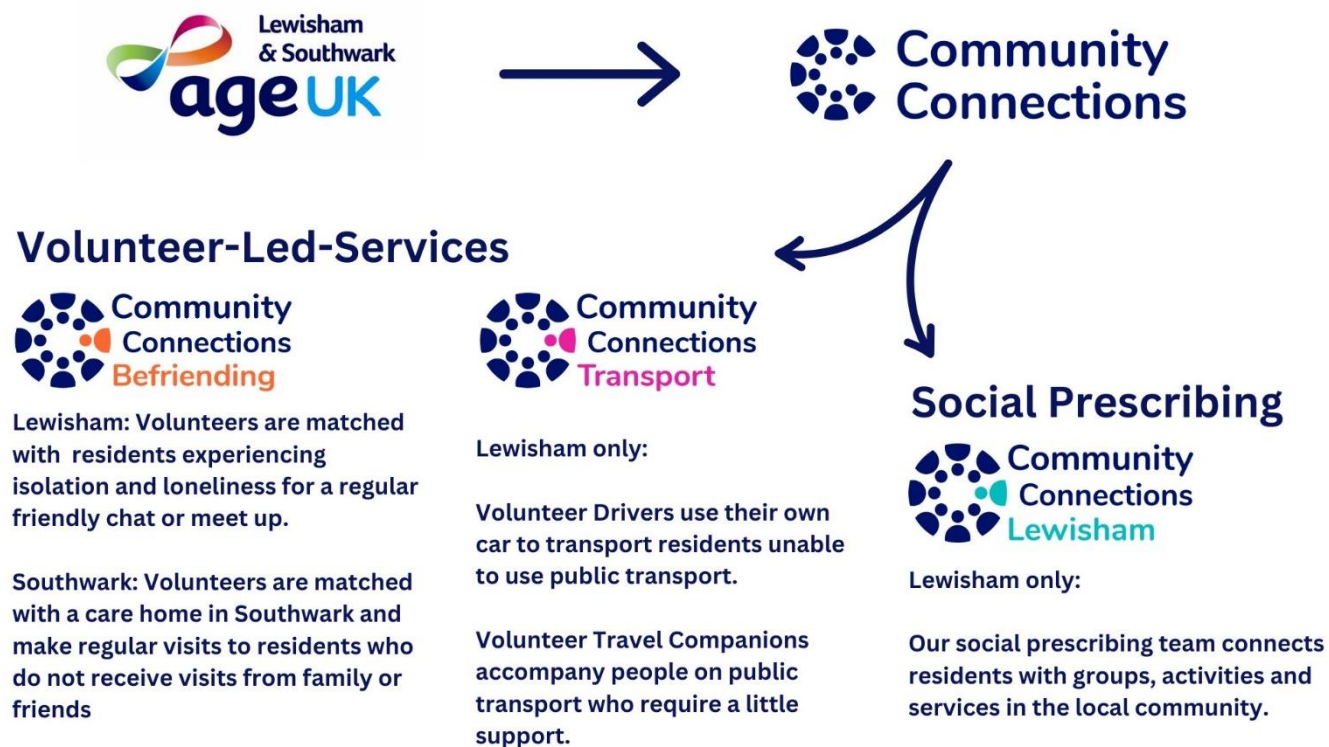 Lewisham
& Southwark
age UK
Community
Connections
Volunteer-Led-Services
Community
Connections
Befriending
Lewisham: Volunteers are matched
with residents experiencing
isolation and loneliness for a regular
friendly chat or meet up.
Southwark: Volunteers are matched
with a care home in Southwark and
make regular visits to residents who
do not receive visits from family or
friends
Community
Connections
Transport
Lewisham only:
Volunteer Drivers use their own
car to transport residents unable
to use public transport.
Volunteer Travel Companions
accompany people on public
transport who require a little
support.
Social Prescribing
Community
Connections
Lewisham
Lewisham only:
Our social prescribing team connects
residents with groups, activities and
services in the local community.